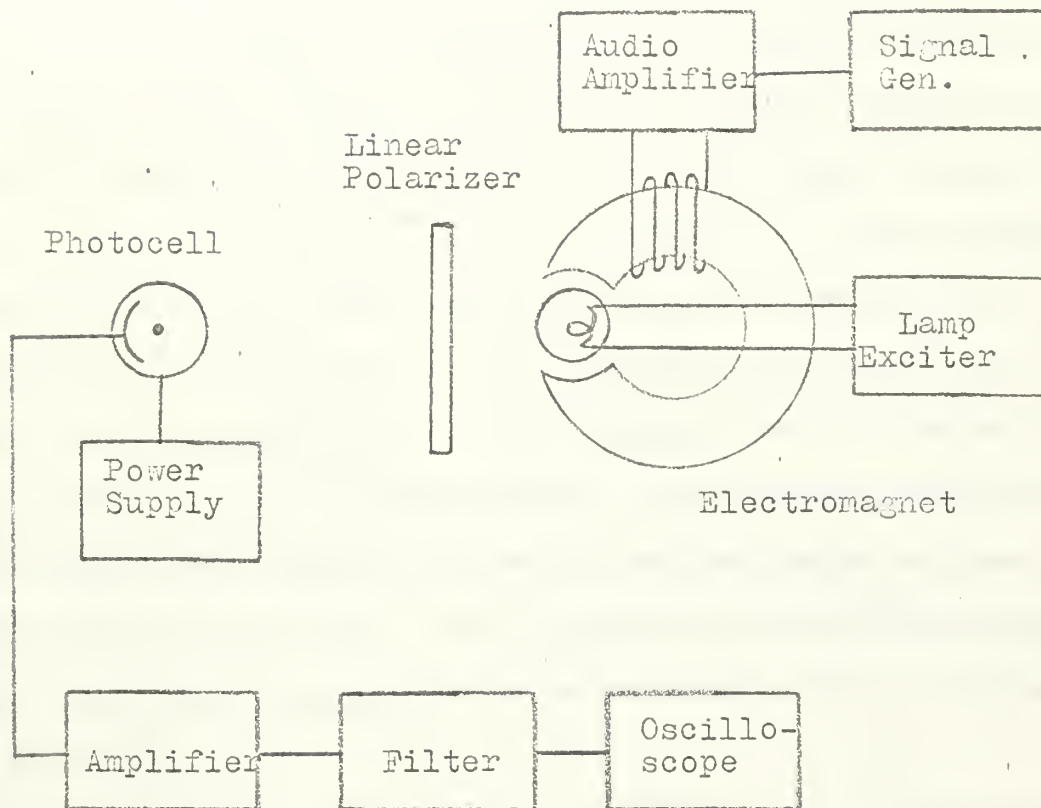 Audio
Amplifier
Signal
Gen.
Linear
Polarizer
Photocell
Lamp
Exciter
Power
Supply
Electromagnet
Amplifier
Filter
Oscillo-
scope